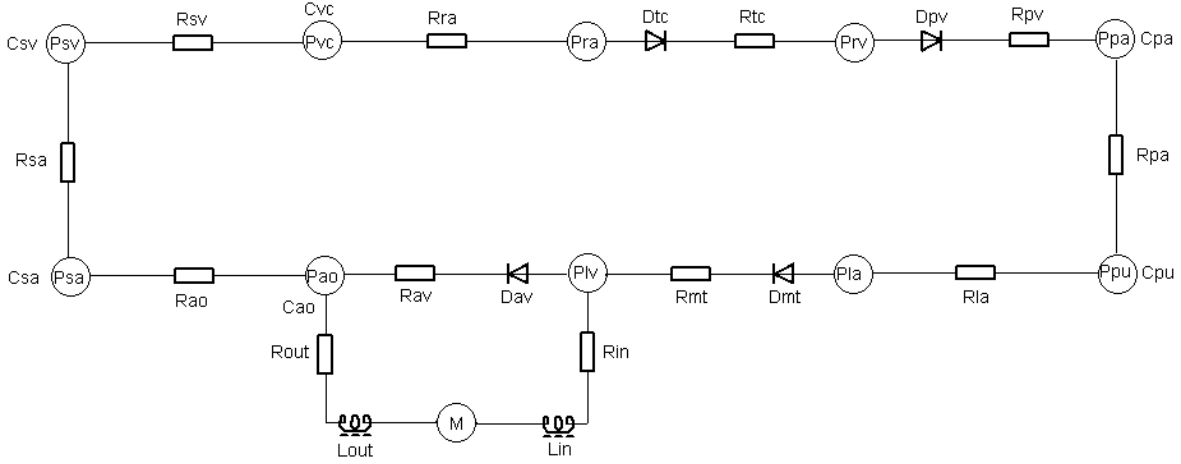 Cvc
Rsv Rra Dtc Rtc Dpv Rpv
Csv Psv Pvc Pra Prv Ppa Cpa
Rsa Rpa
Csa Psa Pao Plv Pla Ppu Cpu
Rao Cao Rav Dav Rmt Dmt Rla
Rout Rin
M
Lout Lin